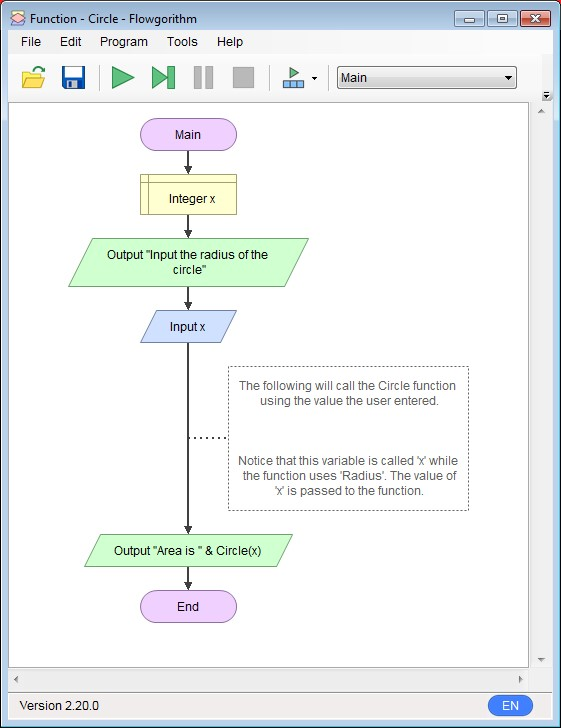 Function - Circle - Flowgorithm
File Edit Program Tools Help
Main
Main
Integer x
Output "Input the radius of the
circle"
Input x
The following will call the Circle function
using the value the user entered.
Notice that this variable is called 'x' while
the function uses 'Radius'. The value of
'x' is passed to the function.
Output "Area is " & Circle(x)
End
Version 2.20.0
EN